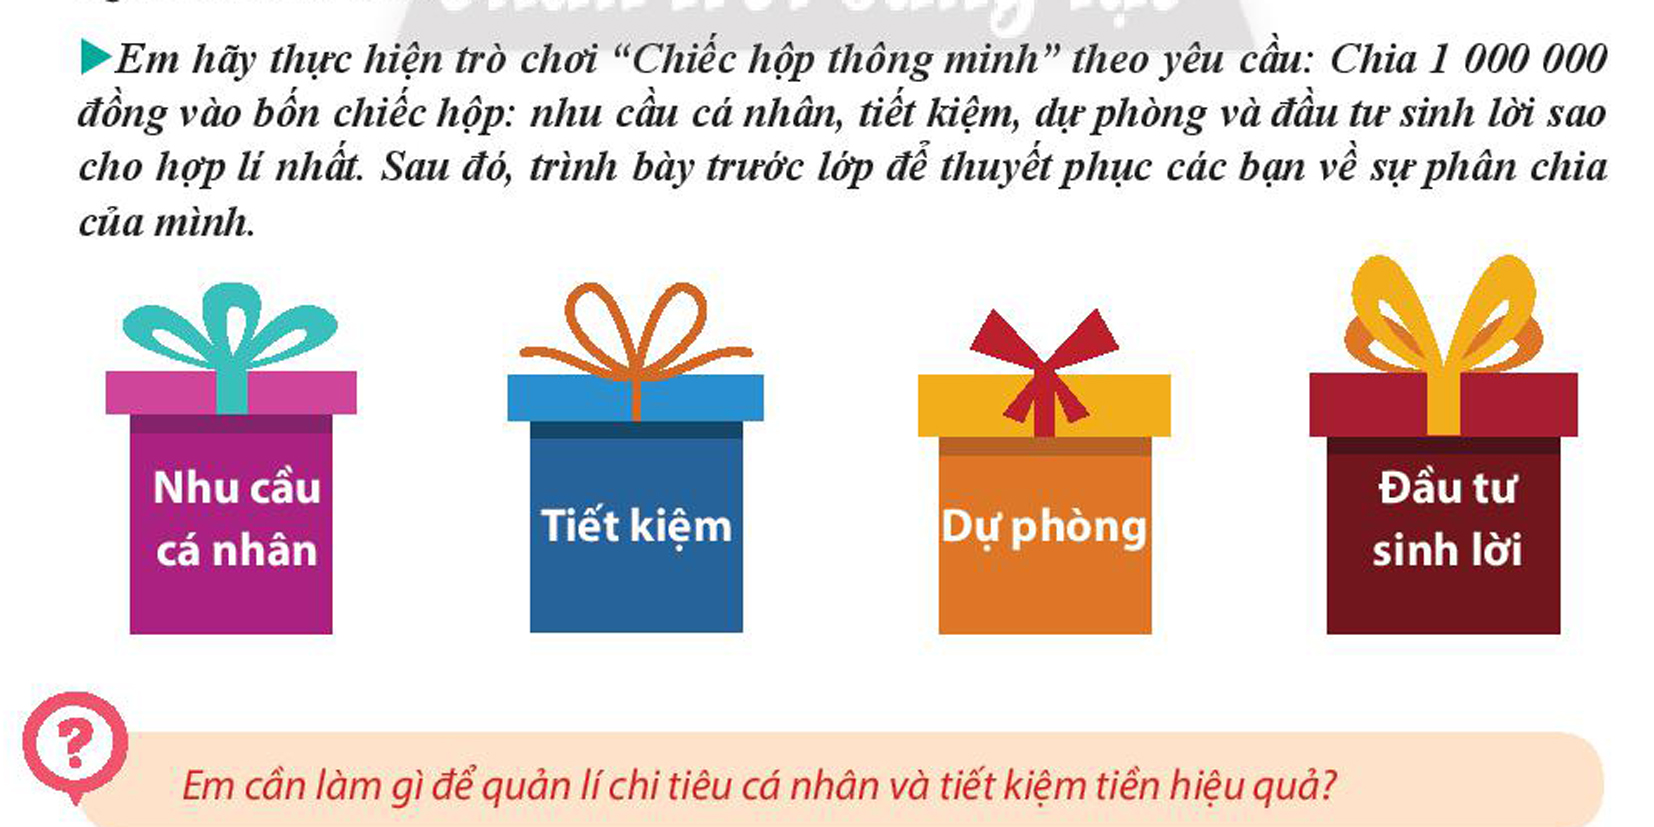 Em hãy thực hiện trò chơi “Chiếc hộp thông minh” theo yêu cầu: Chia 1 000 000
đồng vào bốn chiếc hộp: nhu cầu cá nhân, tiết kiệm, dự phòng và đầu tư sinh lời sao
cho hợp lí nhất. Sau đó, trình bày trước lớp để thuyết phục các bạn về sự phân chia
của mình.
Nhu cầu
cá nhân
Tiết kiệm
Dự phòng
Đầu tư
sinh lời
?
Em cần làm gì để quản lí chi tiêu cá nhân và tiết kiệm tiền hiệu quả?